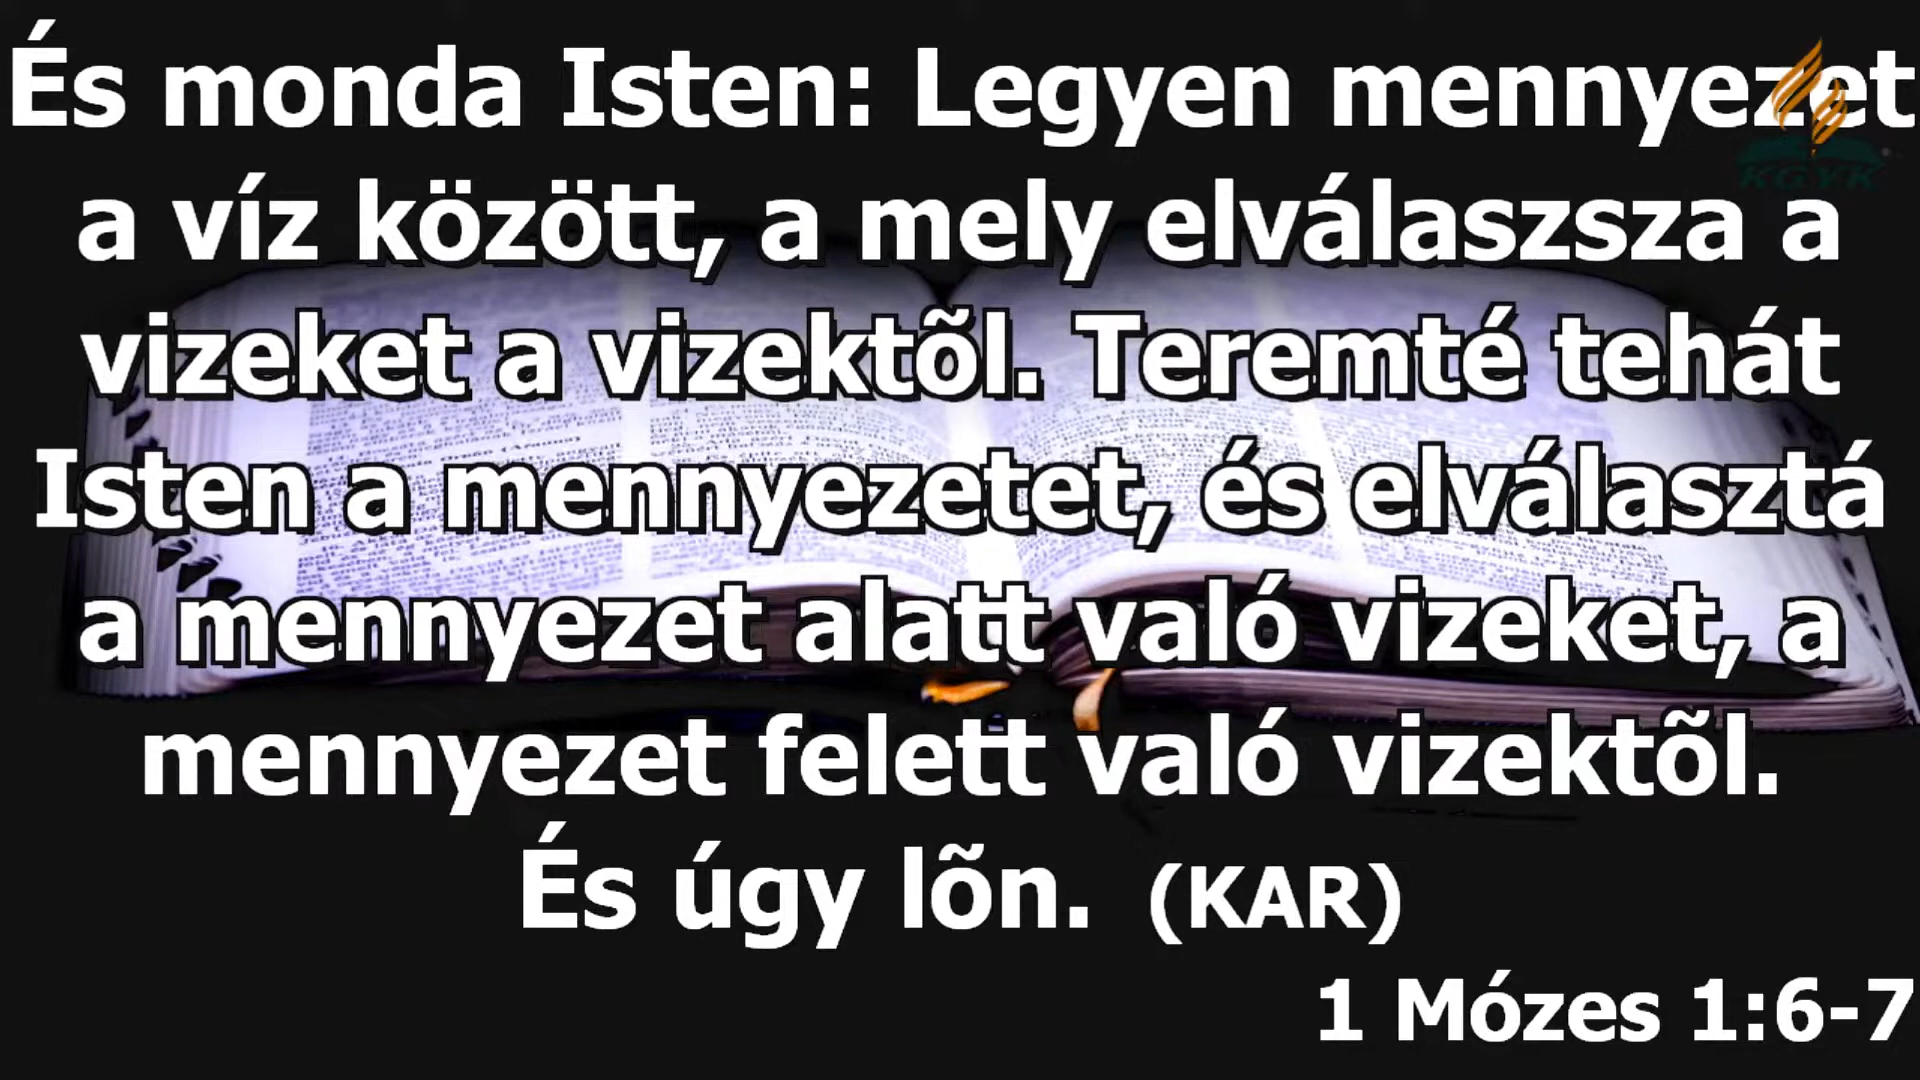 És monda Isten: Legyen mennyezet
a víz között, a mely elválaszsza a
vizeket a vizektõl. Teremté tehát
Isten a mennyezetet, és elválasztá
a mennyezet alatt való vizeket, a
mennyezet felett való vizektõl.
És úgy lõn. (KAR)
1 Mózes 1:6-7
KGYK